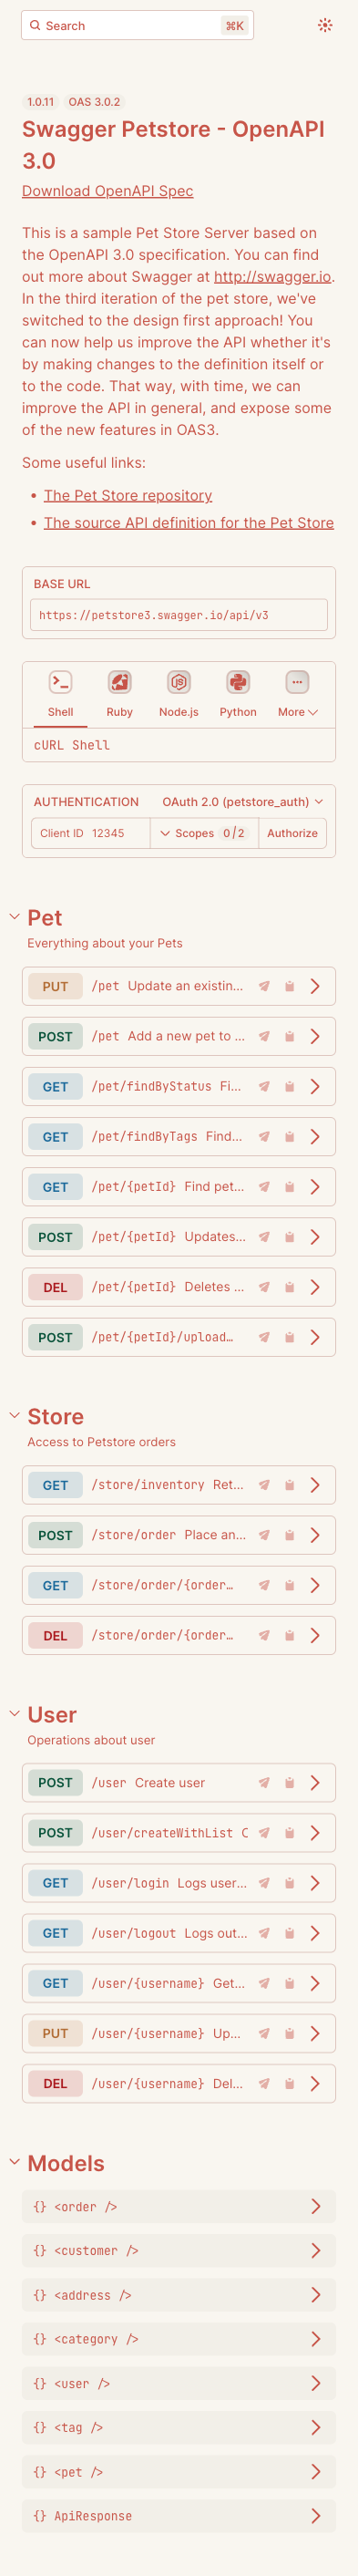 Search ⌘K
1.0.11 OAS 3.0.2
Swagger Petstore - OpenAPI
3.0
Download OpenAPI Spec
This is a sample Pet Store Server based on
the OpenAPI 3.0 specification. You can find
out more about Swagger at http://swagger.io.
In the third iteration of the pet store, we've
switched to the design first approach! You
can now help us improve the API whether it's
by making changes to the definition itself or
to the code. That way, with time, we can
improve the API in general, and expose some
of the new features in OAS3.
Some useful links:
• The Pet Store repository
• The source API definition for the Pet Store
BASE URL
https://petstore3.swagger.io/api/v3
Shell Ruby Node.js Python More
cURL Shell
AUTHENTICATION OAuth 2.0 (petstore_auth)
Client ID 12345 Scopes 0/2 Authorize
Pet
Everything about your Pets
PUT /pet Update an existin...
POST /pet Add a new pet to ...
GET /pet/findByStatus Fi...
GET /pet/findByTags Find...
GET /pet/{petId} Find pet...
POST /pet/{petId} Updates...
DEL /pet/{petId} Deletes ...
POST /pet/{petId}/upload…
Store
Access to Petstore orders
GET /store/inventory Ret...
POST /store/order Place an...
GET /store/order/{order…
DEL /store/order/{order…
User
Operations about user
POST /user Create user
POST /user/createWithList C
GET /user/login Logs user...
GET /user/logout Logs out...
GET /user/{username} Get...
PUT /user/{username} Up...
DEL /user/{username} Del...
Models
{} <order />
{} <customer />
{} <address />
{} <category />
{} <user />
{} <tag />
{} <pet />
{} ApiResponse